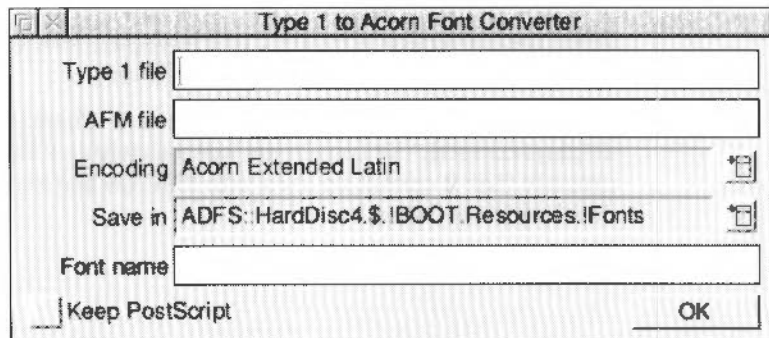 Type 1 to Acorn Font Converter
Type 1 file
AFM file
Encoding Acorn Extended Latin
Save in ADFS::HardDisc4.$.!BOOT.Resources.!Fonts
Font name
Keep PostScript OK